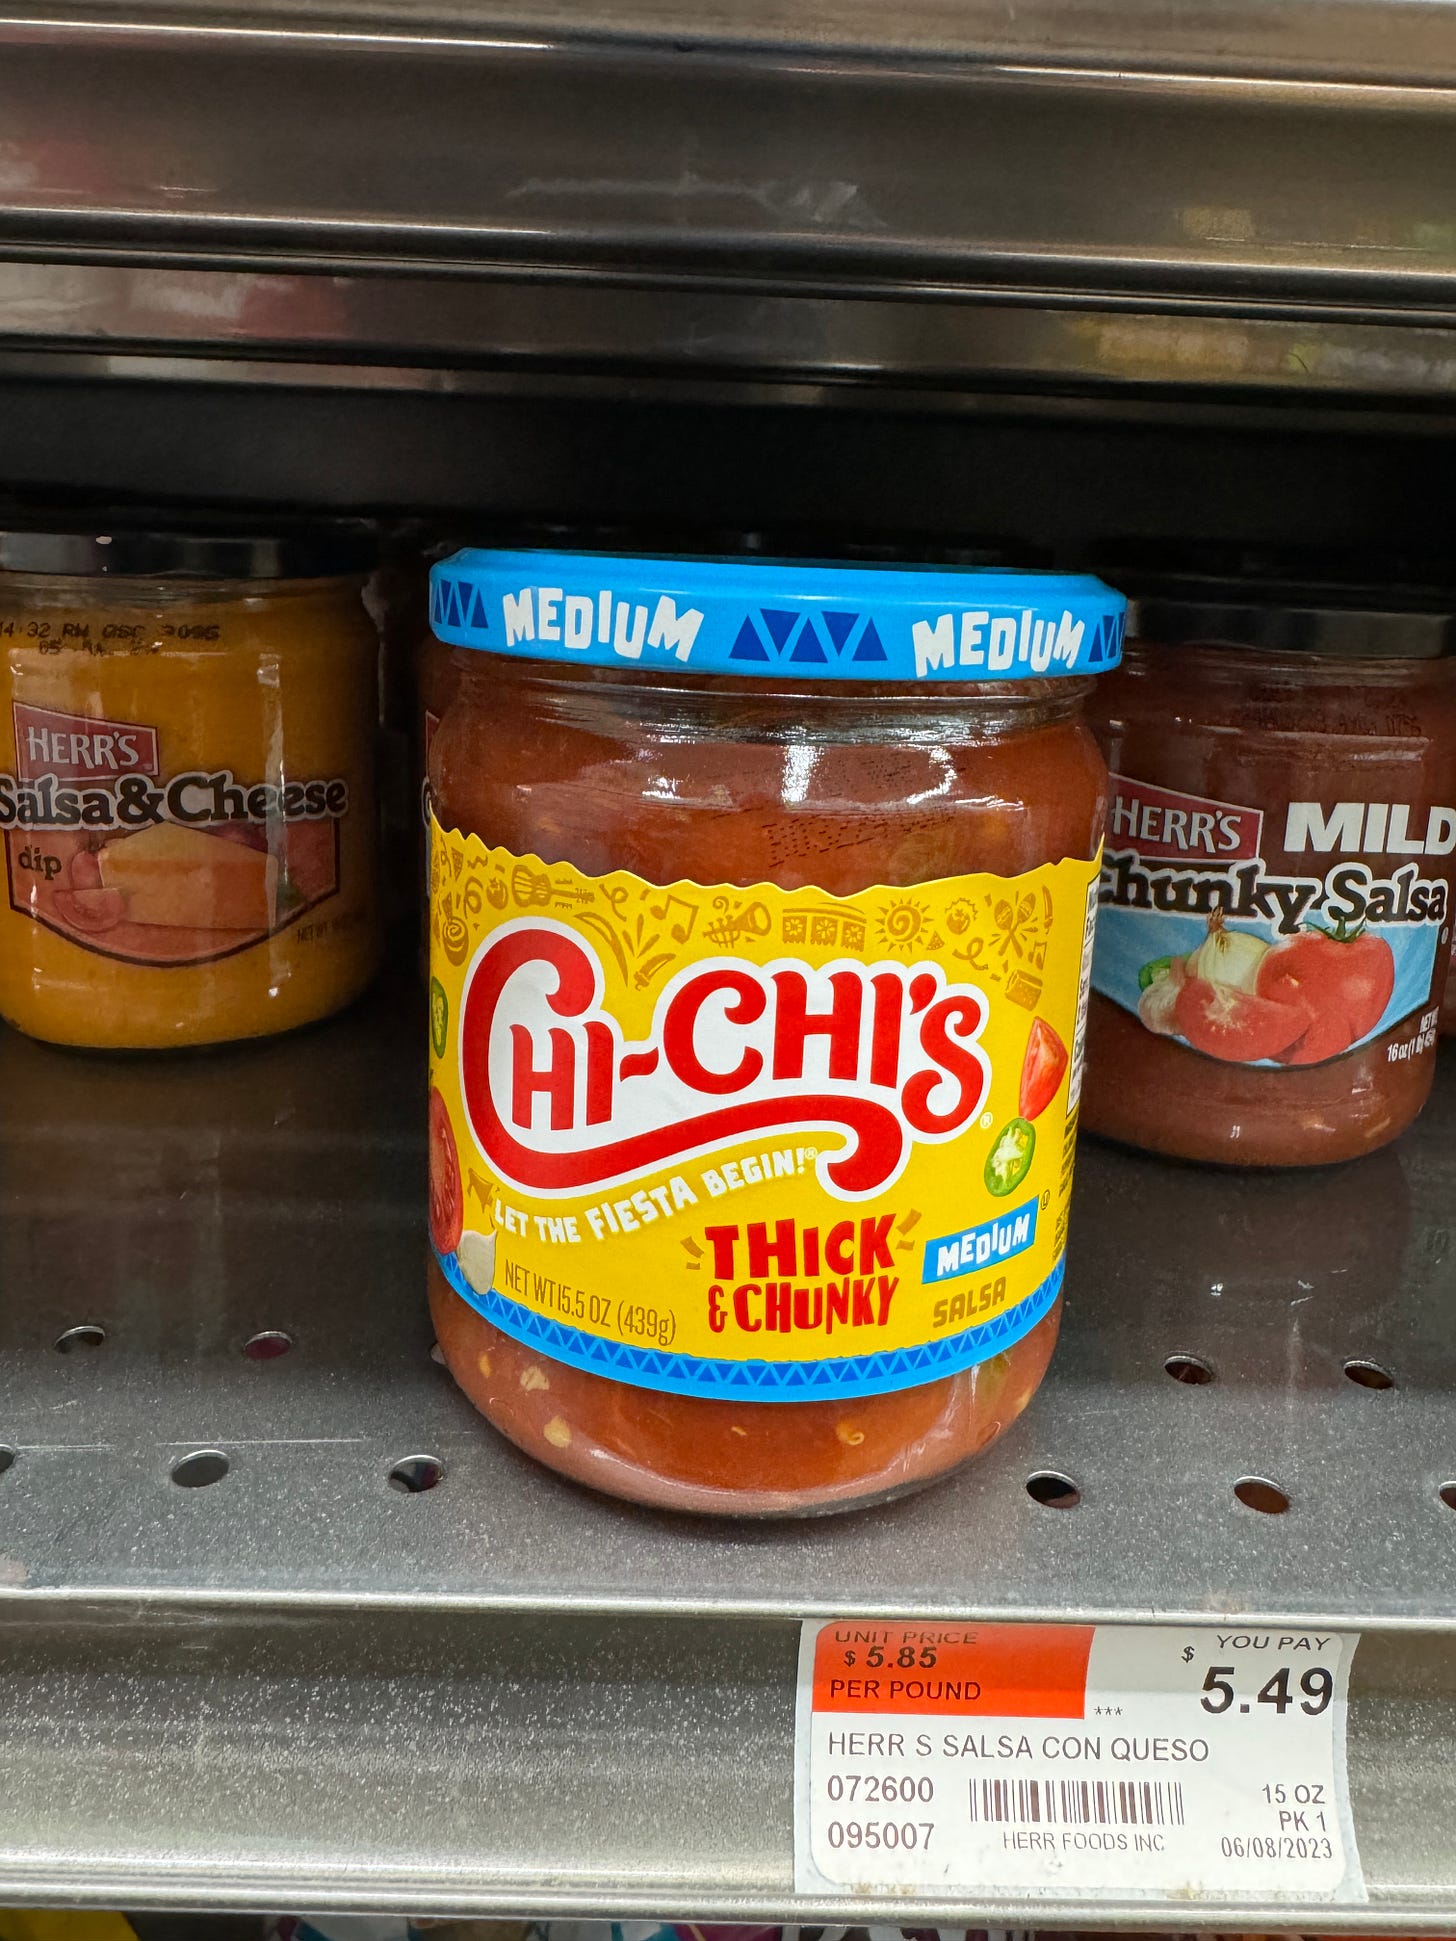 MEDIUM MEDIUM
HERR'S
Salsa & Cheese
dip
HERR'S MILD
Chunky Salsa
16 oz
CHI-CHI'S®
LET THE FIESTA BEGIN!®
THICK
& CHUNKY
MEDIUM
SALSA
NET WT 15.5 OZ (439g)
UNIT PRICE
$ 5.85
PER POUND
***
$ YOU PAY
5.49
HERR S SALSA CON QUESO
072600
095007
HERR FOODS INC
15 OZ
PK 1
06/08/2023